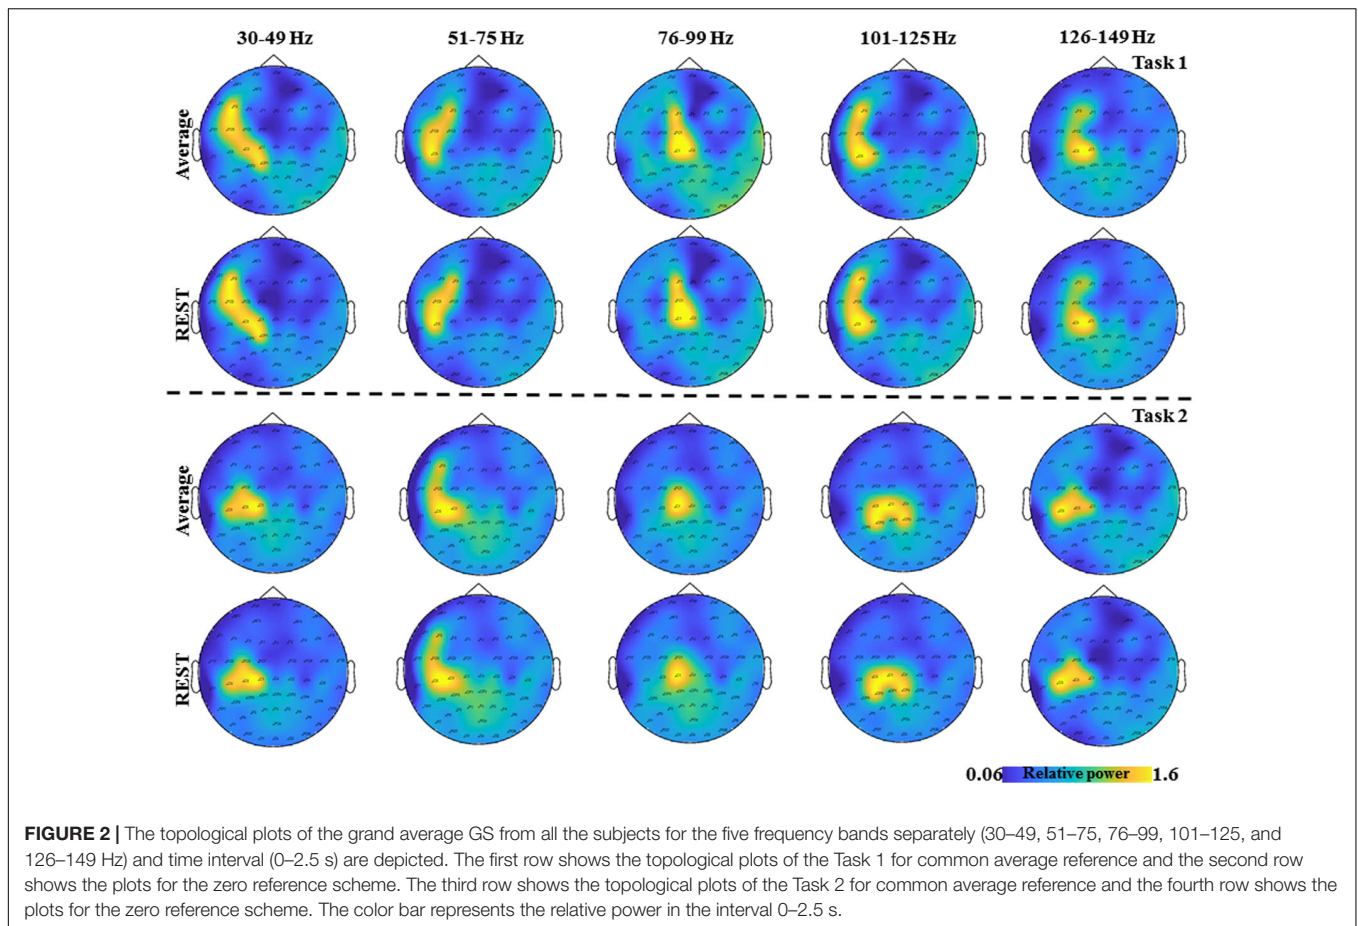 30-49 Hz 51-75 Hz 76-99 Hz 101-125 Hz 126-149 Hz
Task 1
Average
REST
Task 2
Average
REST
0.06 Relative power 1.6
FIGURE 2 | The topological plots of the grand average GS from all the subjects for the five frequency bands separately (30–49, 51–75, 76–99, 101–125, and
126–149 Hz) and time interval (0–2.5 s) are depicted. The first row shows the topological plots of the Task 1 for common average reference and the second row
shows the plots for the zero reference scheme. The third row shows the topological plots of the Task 2 for common average reference and the fourth row shows the
plots for the zero reference scheme. The color bar represents the relative power in the interval 0–2.5 s.